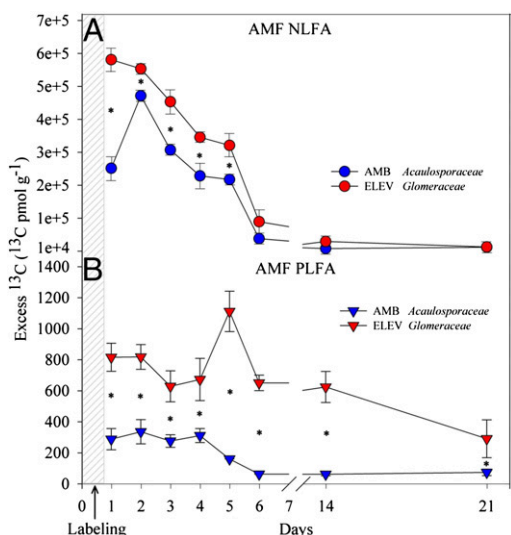 A
AMF NLFA
7e+5
6e+5
5e+5
4e+5
3e+5
2e+5
1e+5
1e+4
* * * * *
AMB Acaulosporaceae
ELEV Glomeraceae
Excess ¹³C (¹³C pmol g⁻¹)
B
AMF PLFA
1400
1200
1000
800
600
400
200
0
AMB Acaulosporaceae
ELEV Glomeraceae
* * * * * * * *
0 1 2 3 4 5 6 7 14 21
Labeling
Days